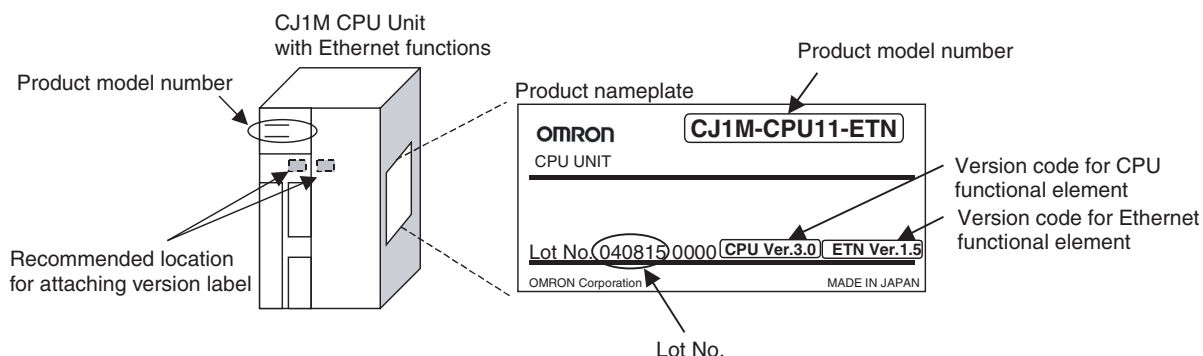 CJ1M CPU Unit
with Ethernet functions
Product model number
Product model number
Product nameplate
OMRON
CJ1M-CPU11-ETN
CPU UNIT
Version code for CPU
functional element
Version code for Ethernet
functional element
Lot No. 040815 0000 CPU Ver.3.0 ETN Ver.1.5
OMRON Corporation MADE IN JAPAN
Recommended location
for attaching version label
Lot No.